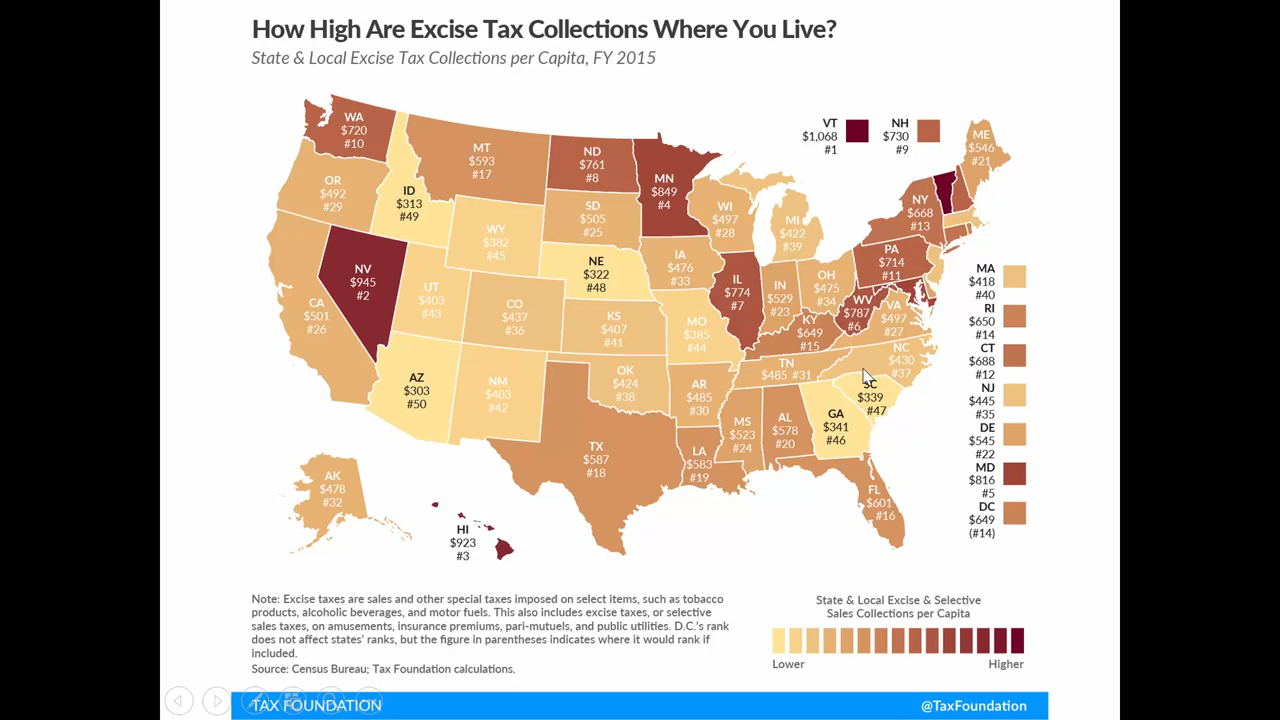 How High Are Excise Tax Collections Where You Live?
State & Local Excise Tax Collections per Capita, FY 2015
WA
$720
#10
MT
$593
#17
ND
$761
#8
MN
$849
#4
VT
$1,068
#1
NH
$730
#9
ME
$546
#21
OR
$492
#29
ID
$313
#49
WY
$382
#45
SD
$505
#25
WI
$497
#28
MI
$422
#39
NY
$668
#13
NV
$945
#2
UT
$403
#43
CO
$437
#36
NE
$322
#48
IA
$476
#33
IL
$774
#7
IN
$529
#23
OH
$475
#34
PA
$714
#11
WV
$787
#6
VA
$497
#27
CA
$501
#26
AZ
$303
#50
NM
$403
#42
KS
$407
#41
MO
$385
#44
KY
$649
#15
TN
$485 #31
NC
$430
#37
OK
$424
#38
AR
$485
#30
SC
$339
#47
TX
$587
#18
LA
$583
#19
MS
$523
#24
AL
$578
#20
GA
$341
#46
FL
$601
#16
AK
$478
#32
HI
$923
#3
MA
$418
#40
RI
$650
#14
CT
$688
#12
NJ
$445
#35
DE
$545
#22
MD
$816
#5
DC
$649
(#14)
Note: Excise taxes are sales and other special taxes imposed on select items, such as tobacco
products, alcoholic beverages, and motor fuels. This also includes excise taxes, or selective
sales taxes, on amusements, insurance premiums, pari-mutuels, and public utilities. D.C.'s rank
does not affect states' ranks, but the figure in parentheses indicates where it would rank if
included.
Source: Census Bureau; Tax Foundation calculations.
State & Local Excise & Selective
Sales Collections per Capita
Lower Higher
TAX FOUNDATION @TaxFoundation